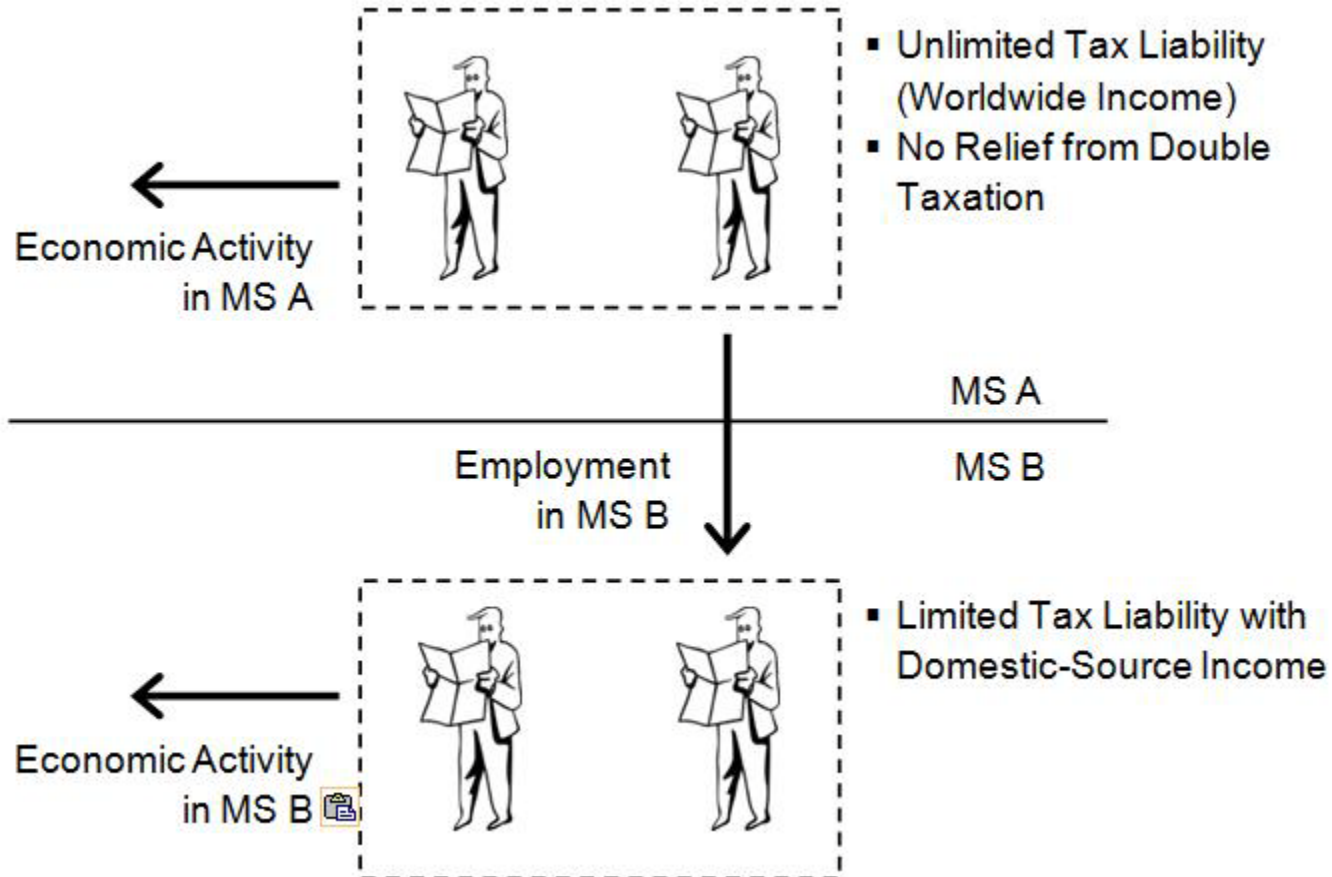 ▪ Unlimited Tax Liability
(Worldwide Income)
▪ No Relief from Double
Taxation
Economic Activity
in MS A
MS A
Employment
in MS B
MS B
▪ Limited Tax Liability with
Domestic-Source Income
Economic Activity
in MS B